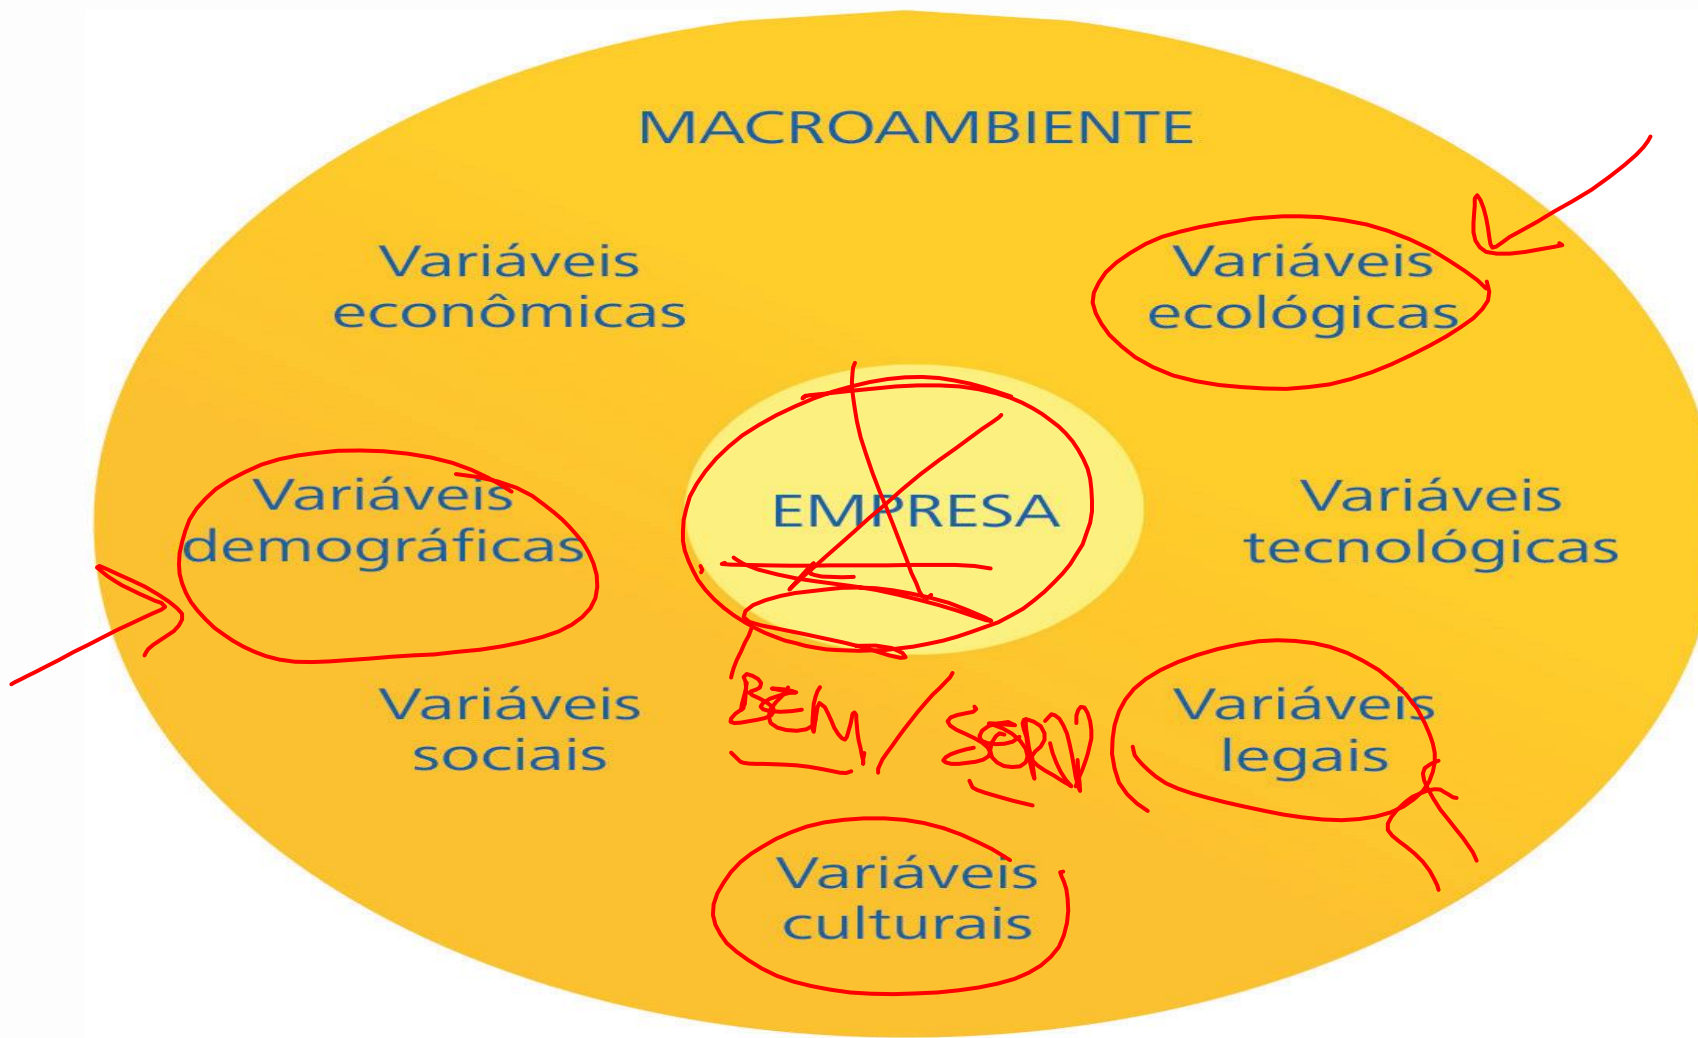 MACROAMBIENTE
Variáveis
econômicas
Variáveis
ecológicas
Variáveis
demográficas
EMPRESA
Variáveis
tecnológicas
Variáveis
sociais
BEM / SERV
Variáveis
legais
Variáveis
culturais